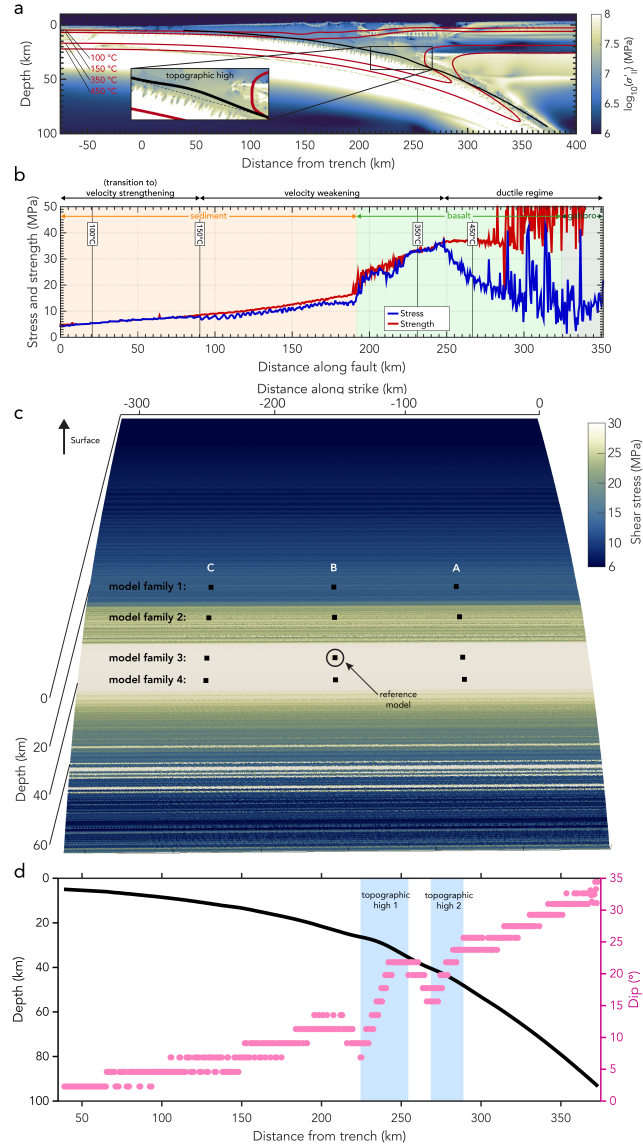 a
0
50
100
Depth (km)
100 °C
150 °C
350 °C
450 °C
topographic high
-75
-50
0
50
100
150
200
250
300
350
400
Distance from trench (km)
8
7
6
log10(σ'II) (MPa)
b
(transition to)
velocity strengthening
velocity weakening
ductile regime
50
40
30
20
10
0
Stress and strength (MPa)
sediment
basalt
gabbro
100°C
150°C
350°C
450°C
Stress
Strength
0
50
100
150
200
250
300
351
Distance along fault (km)
Distance along strike (km)
c
-300
-200
-100
0
Surface
30
25
20
15
10
6
Shear stress (MPa)
C
B
A
model family 1:
model family 2:
model family 3:
model family 4:
reference
model
0
20
40
60
Depth (km)
d
0
20
40
60
80
100
Depth (km)
topographic
high 1
topographic
high 2
35
30
25
20
15
10
5
0
Dip (°)
50
100
150
200
250
300
350
Distance from trench (km)